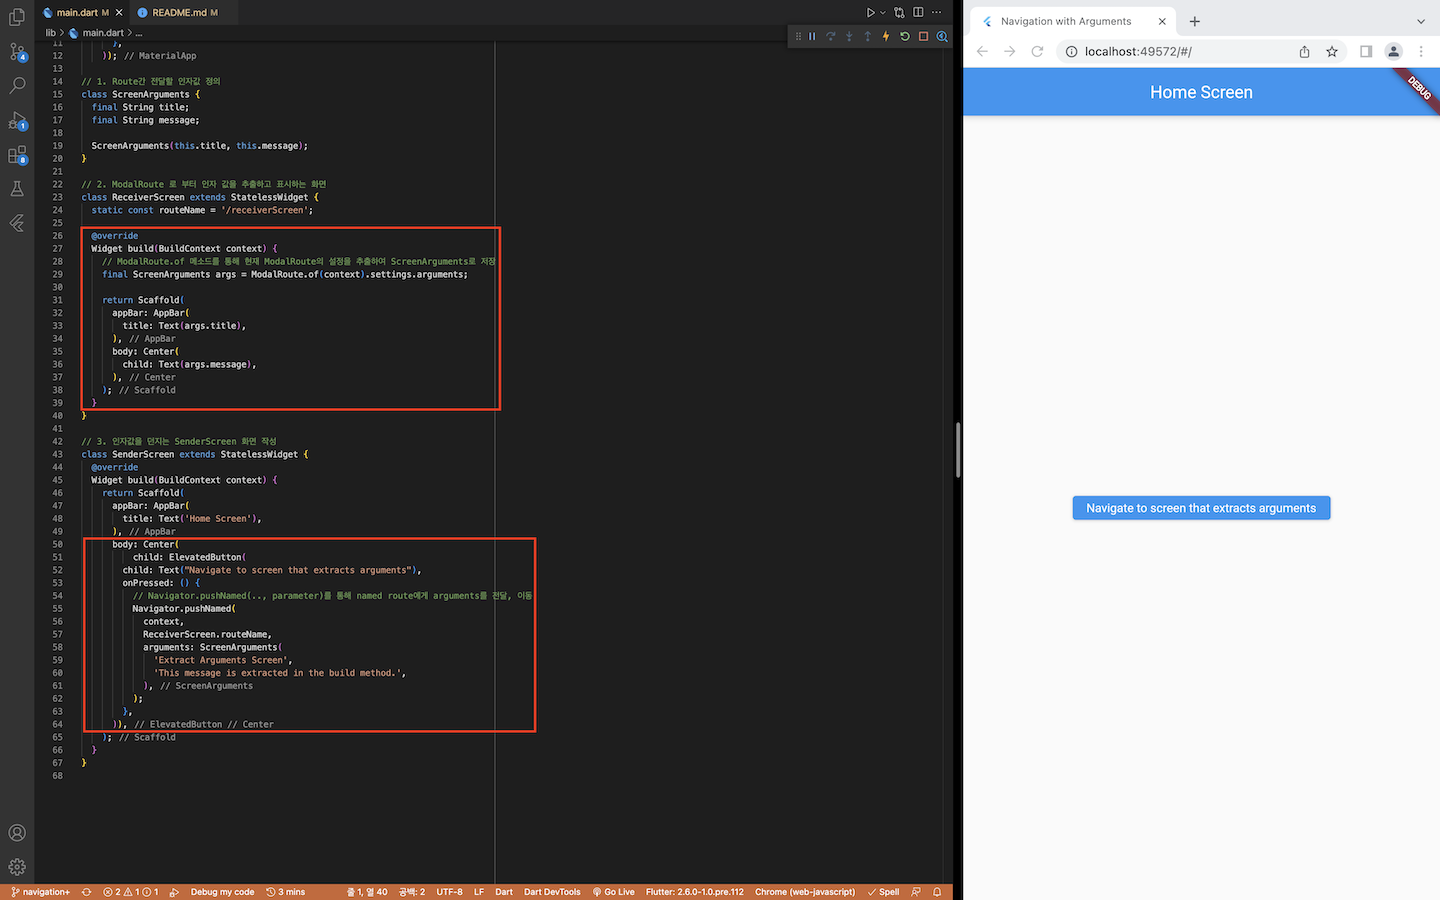 main.dart M
README.md M
lib > main.dart > ...
11 },
12 )); // MaterialApp
13
14 // 1. Route간 전달할 인자값 정의
15 class ScreenArguments {
16 final String title;
17 final String message;
18
19 ScreenArguments(this.title, this.message);
20 }
21
22 // 2. ModalRoute 로 부터 인자 값을 추출하고 표시하는 화면
23 class ReceiverScreen extends StatelessWidget {
24 static const routeName = '/receiverScreen';
25
26 @override
27 Widget build(BuildContext context) {
28 // ModalRoute.of 메소드를 통해 현재 ModalRoute의 설정을 추출하여 ScreenArguments로 저장
29 final ScreenArguments args = ModalRoute.of(context).settings.arguments;
30
31 return Scaffold(
32 appBar: AppBar(
33 title: Text(args.title),
34 ), // AppBar
35 body: Center(
36 child: Text(args.message),
37 ), // Center
38 ); // Scaffold
39 }
40 }
41
42 // 3. 인자값을 던지는 SenderScreen 화면 작성
43 class SenderScreen extends StatelessWidget {
44 @override
45 Widget build(BuildContext context) {
46 return Scaffold(
47 appBar: AppBar(
48 title: Text('Home Screen'),
49 ), // AppBar
50 body: Center(
51 child: ElevatedButton(
52 child: Text("Navigate to screen that extracts arguments"),
53 onPressed: () {
54 // Navigator.pushNamed(.., parameter)를 통해 named route에게 arguments를 전달, 이동
55 Navigator.pushNamed(
56 context,
57 ReceiverScreen.routeName,
58 arguments: ScreenArguments(
59 'Extract Arguments Screen',
60 'This message is extracted in the build method.',
61 ), // ScreenArguments
62 );
63 },
64 )), // ElevatedButton // Center
65 ); // Scaffold
66 }
67 }
68
4
1
8
navigation+ 2 1 1 Debug my code 3 mins 줄 1, 열 40 공백: 2 UTF-8 LF Dart Dart DevTools Go Live Flutter: 2.6.0-1.0.pre.112 Chrome (web-javascript) Spell
Navigation with Arguments
localhost:49572/#/
Home Screen
DEBUG
Navigate to screen that extracts arguments